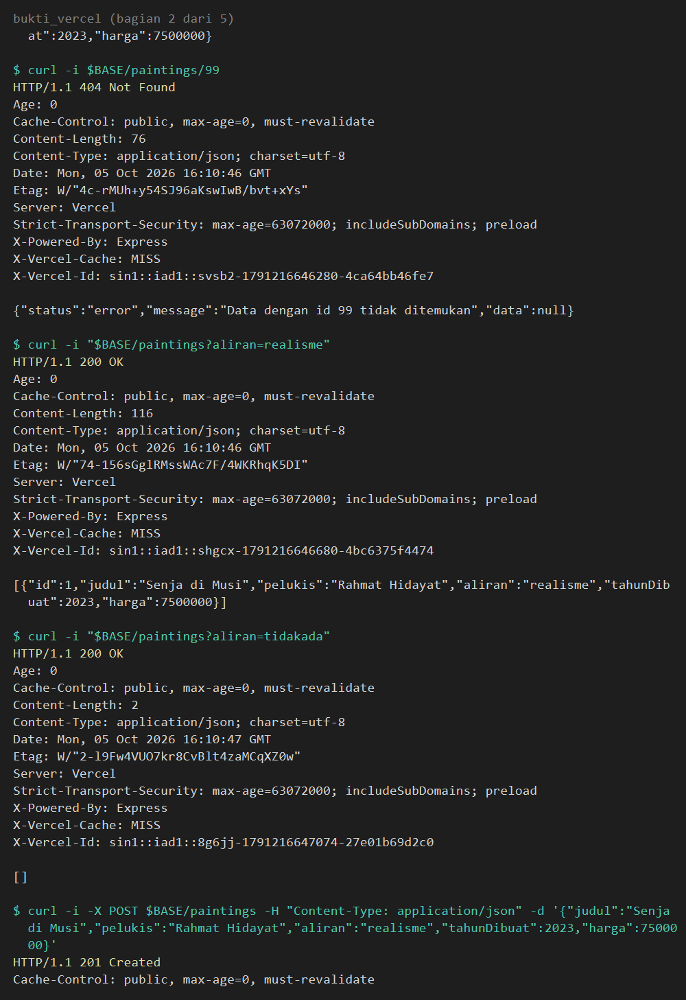 bukti_vercel (bagian 2 dari 5)
at":2023,"harga":7500000}
$ curl -i $BASE/paintings/99
HTTP/1.1 404 Not Found
Age: 0
Cache-Control: public, max-age=0, must-revalidate
Content-Length: 76
Content-Type: application/json; charset=utf-8
Date: Mon, 05 Oct 2026 16:10:46 GMT
Etag: W/"4c-rMUh+y54SJ96aKswIwB/bvt+xYs"
Server: Vercel
Strict-Transport-Security: max-age=63072000; includeSubDomains; preload
X-Powered-By: Express
X-Vercel-Cache: MISS
X-Vercel-Id: sin1::iad1::svsb2-1791216646280-4ca64bb46fe7
{"status":"error","message":"Data dengan id 99 tidak ditemukan","data":null}
$ curl -i "$BASE/paintings?aliran=realisme"
HTTP/1.1 200 OK
Age: 0
Cache-Control: public, max-age=0, must-revalidate
Content-Length: 116
Content-Type: application/json; charset=utf-8
Date: Mon, 05 Oct 2026 16:10:46 GMT
Etag: W/"74-156sGglRMssWAc7F/4WKRhqK5DI"
Server: Vercel
Strict-Transport-Security: max-age=63072000; includeSubDomains; preload
X-Powered-By: Express
X-Vercel-Cache: MISS
X-Vercel-Id: sin1::iad1::shgcx-1791216646680-4bc6375f4474
[{"id":1,"judul":"Senja di Musi","pelukis":"Rahmat Hidayat","aliran":"realisme","tahunDib
uat":2023,"harga":7500000}]
$ curl -i "$BASE/paintings?aliran=tidakada"
HTTP/1.1 200 OK
Age: 0
Cache-Control: public, max-age=0, must-revalidate
Content-Length: 2
Content-Type: application/json; charset=utf-8
Date: Mon, 05 Oct 2026 16:10:47 GMT
Etag: W/"2-l9Fw4VUO7kr8CvBlt4zaMCqXZ0w"
Server: Vercel
Strict-Transport-Security: max-age=63072000; includeSubDomains; preload
X-Powered-By: Express
X-Vercel-Cache: MISS
X-Vercel-Id: sin1::iad1::8g6jj-1791216647074-27e01b69d2c0
[]
$ curl -i -X POST $BASE/paintings -H "Content-Type: application/json" -d '{"judul":"Senja
di Musi","pelukis":"Rahmat Hidayat","aliran":"realisme","tahunDibuat":2023,"harga":75000
00}'
HTTP/1.1 201 Created
Cache-Control: public, max-age=0, must-revalidate